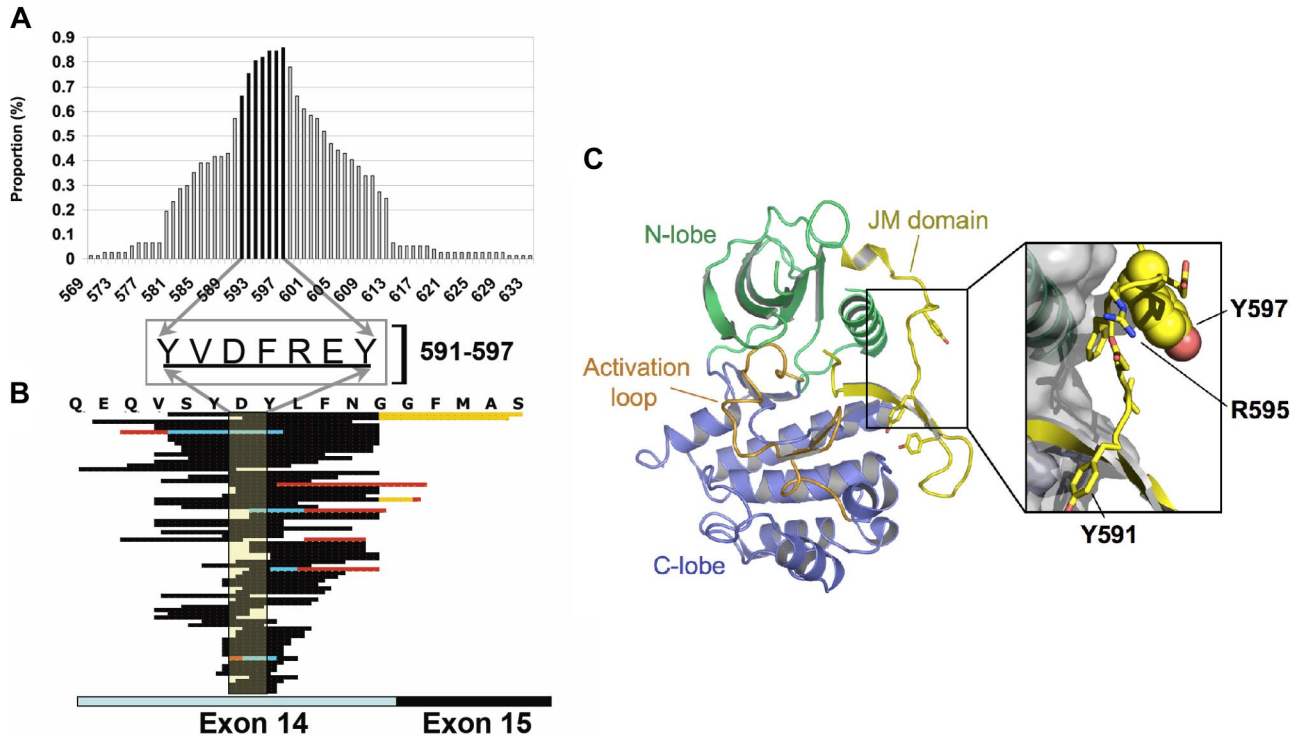 A
Proportion (%)
0.9
0.8
0.7
0.6
0.5
0.4
0.3
0.2
0.1
0
569 573 577 581 585 589 593 597 601 605 609 613 617 621 625 629 633
YVDFREY
591-597
B
Q E Q V S Y D Y L F N G G F M A S
Exon 14 Exon 15
C
N-lobe
JM domain
Activation
loop
C-lobe
Y597
R595
Y591